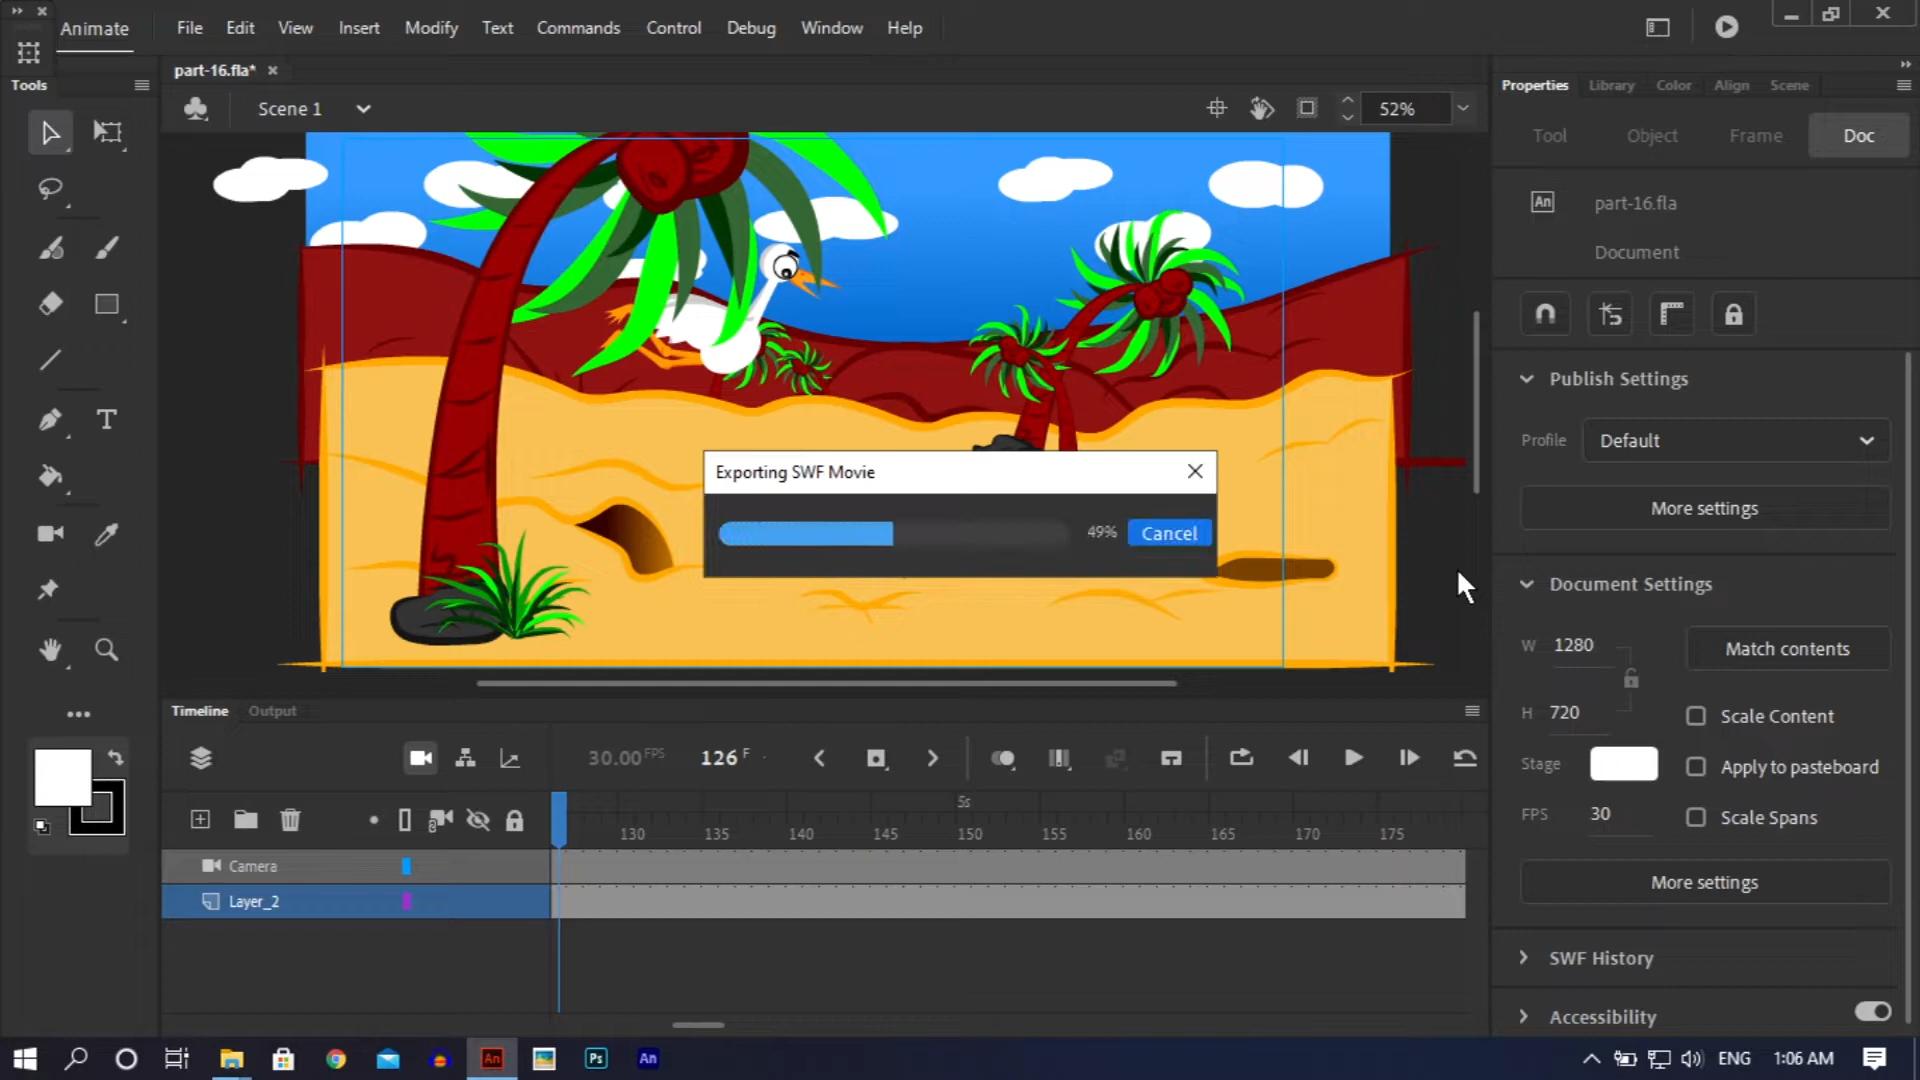 Animate
File Edit View Insert Modify Text Commands Control Debug Window Help
Tools
part-16.fla*
Scene 1
52%
Properties Library Color Align Scene
Tool Object Frame Doc
An
part-16.fla
Document
Publish Settings
Profile Default
More settings
Exporting SWF Movie
49% Cancel
Document Settings
W 1280
Match contents
H 720
Scale Content
Stage
Apply to pasteboard
FPS 30
Scale Spans
More settings
SWF History
Accessibility
Timeline Output
30.00 FPS 126 F
5s
130 135 140 145 150 155 160 165 170 175
Camera
Layer_2
An Ps An
ENG 1:06 AM